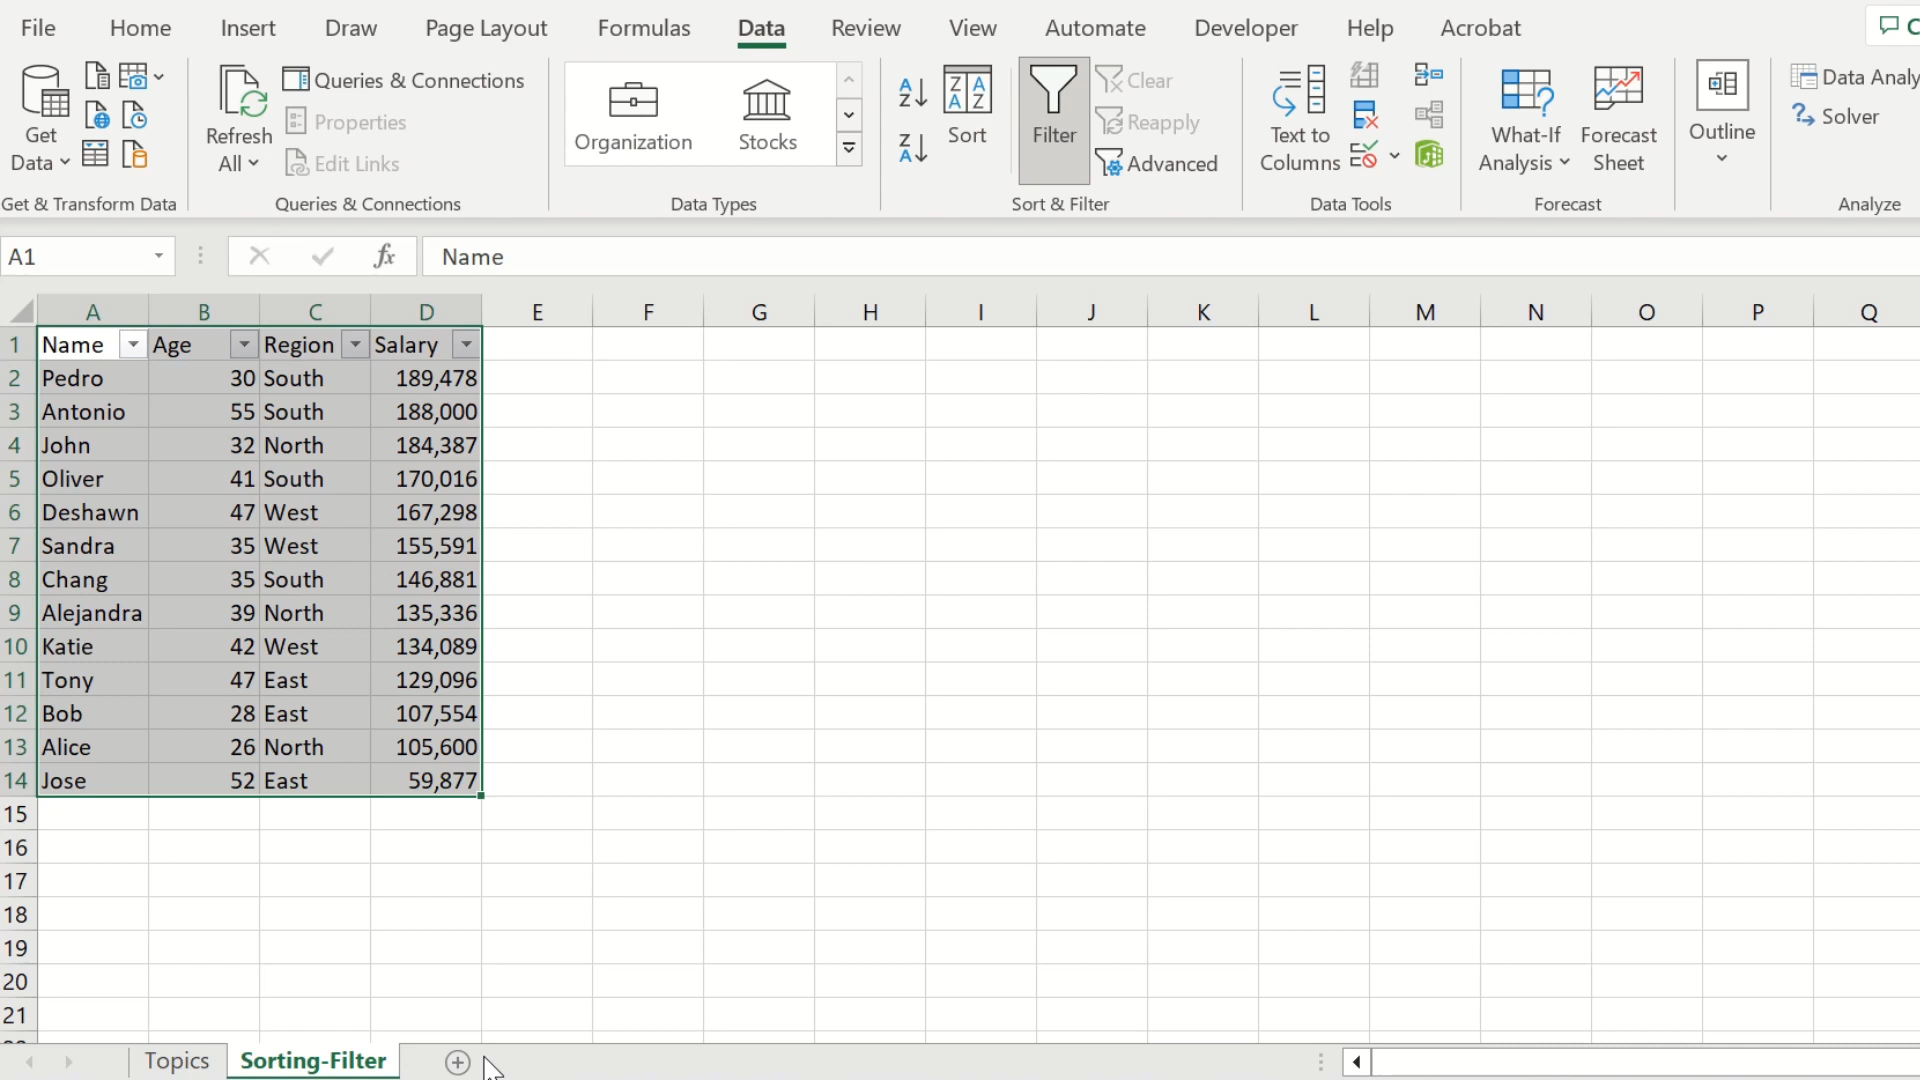 File Home Insert Draw Page Layout Formulas Data Review View Automate Developer Help Acrobat
Get Data
Refresh All
Queries & Connections
Properties
Edit Links
Organization Stocks
Sort
Filter
Clear
Reapply
Advanced
Text to Columns
What-If Analysis
Forecast Sheet
Outline
Data Analy
Solver
Get & Transform Data Queries & Connections Data Types Sort & Filter Data Tools Forecast Analyze
A1 fx Name
A B C D E F G H I J K L M N O P Q
1 Name Age Region Salary
2 Pedro 30 South 189,478
3 Antonio 55 South 188,000
4 John 32 North 184,387
5 Oliver 41 South 170,016
6 Deshawn 47 West 167,298
7 Sandra 35 West 155,591
8 Chang 35 South 146,881
9 Alejandra 39 North 135,336
10 Katie 42 West 134,089
11 Tony 47 East 129,096
12 Bob 28 East 107,554
13 Alice 26 North 105,600
14 Jose 52 East 59,877
15
16
17
18
19
20
21
Topics Sorting-Filter